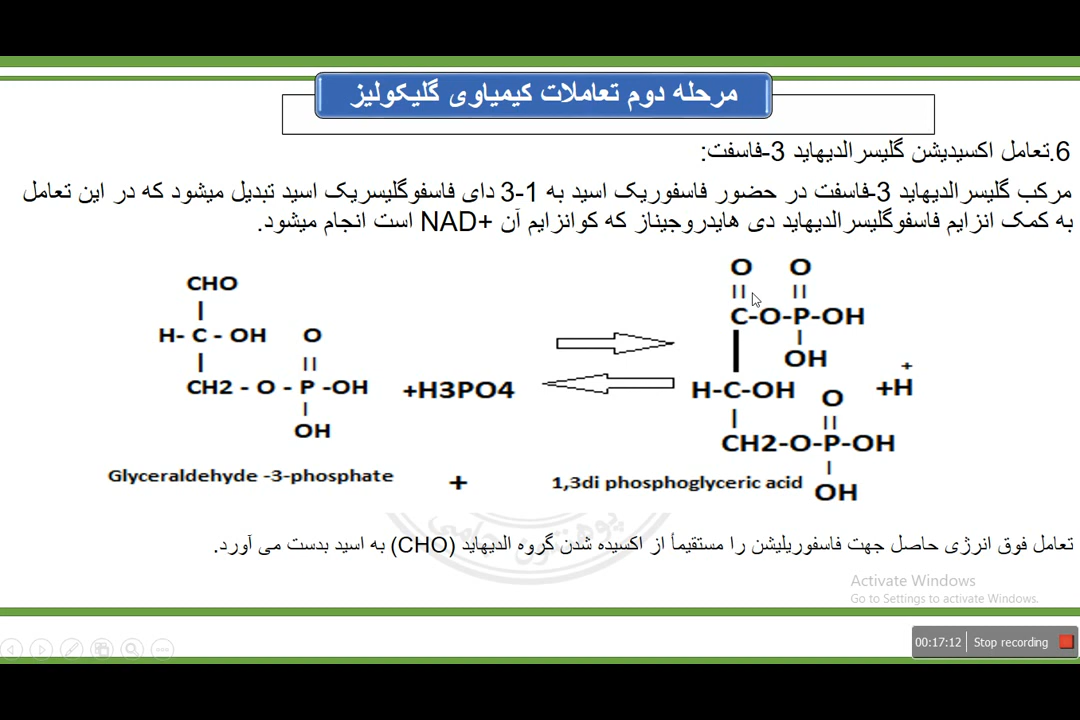 مرحله دوم تعاملات کیمیاوی گلیکولیز
6.تعامل اکسیدیشن گلیسرالدیهاید 3-فاسفت:
مرکب گلیسرالدیهاید 3-فاسفت در حضور فاسفوریک اسید به 1-3 دای فاسفوگلیسریک اسید تبدیل میشود که در این تعامل
به کمک انزایم فاسفوگلیسرالدیهاید دی هایدروجیناز که کوانزایم آن +NAD است انجام میشود.
CHO
|
H- C - OH O
| ||
CH2 - O - P -OH +H3PO4
|
OH
O O
|| ||
C-O-P-OH
| |
OH
H-C-OH +H+
| O
||
CH2-O-P-OH
|
OH
Glyceraldehyde -3-phosphate + 1,3di phosphoglyceric acid
تعامل فوق انرژی حاصل جهت فاسفوریلیشن را مستقیماً از اکسیده شدن گروه الدیهاید (CHO) به اسید بدست می آورد.
Activate Windows
Go to Settings to activate Windows.
00:17:12 Stop recording